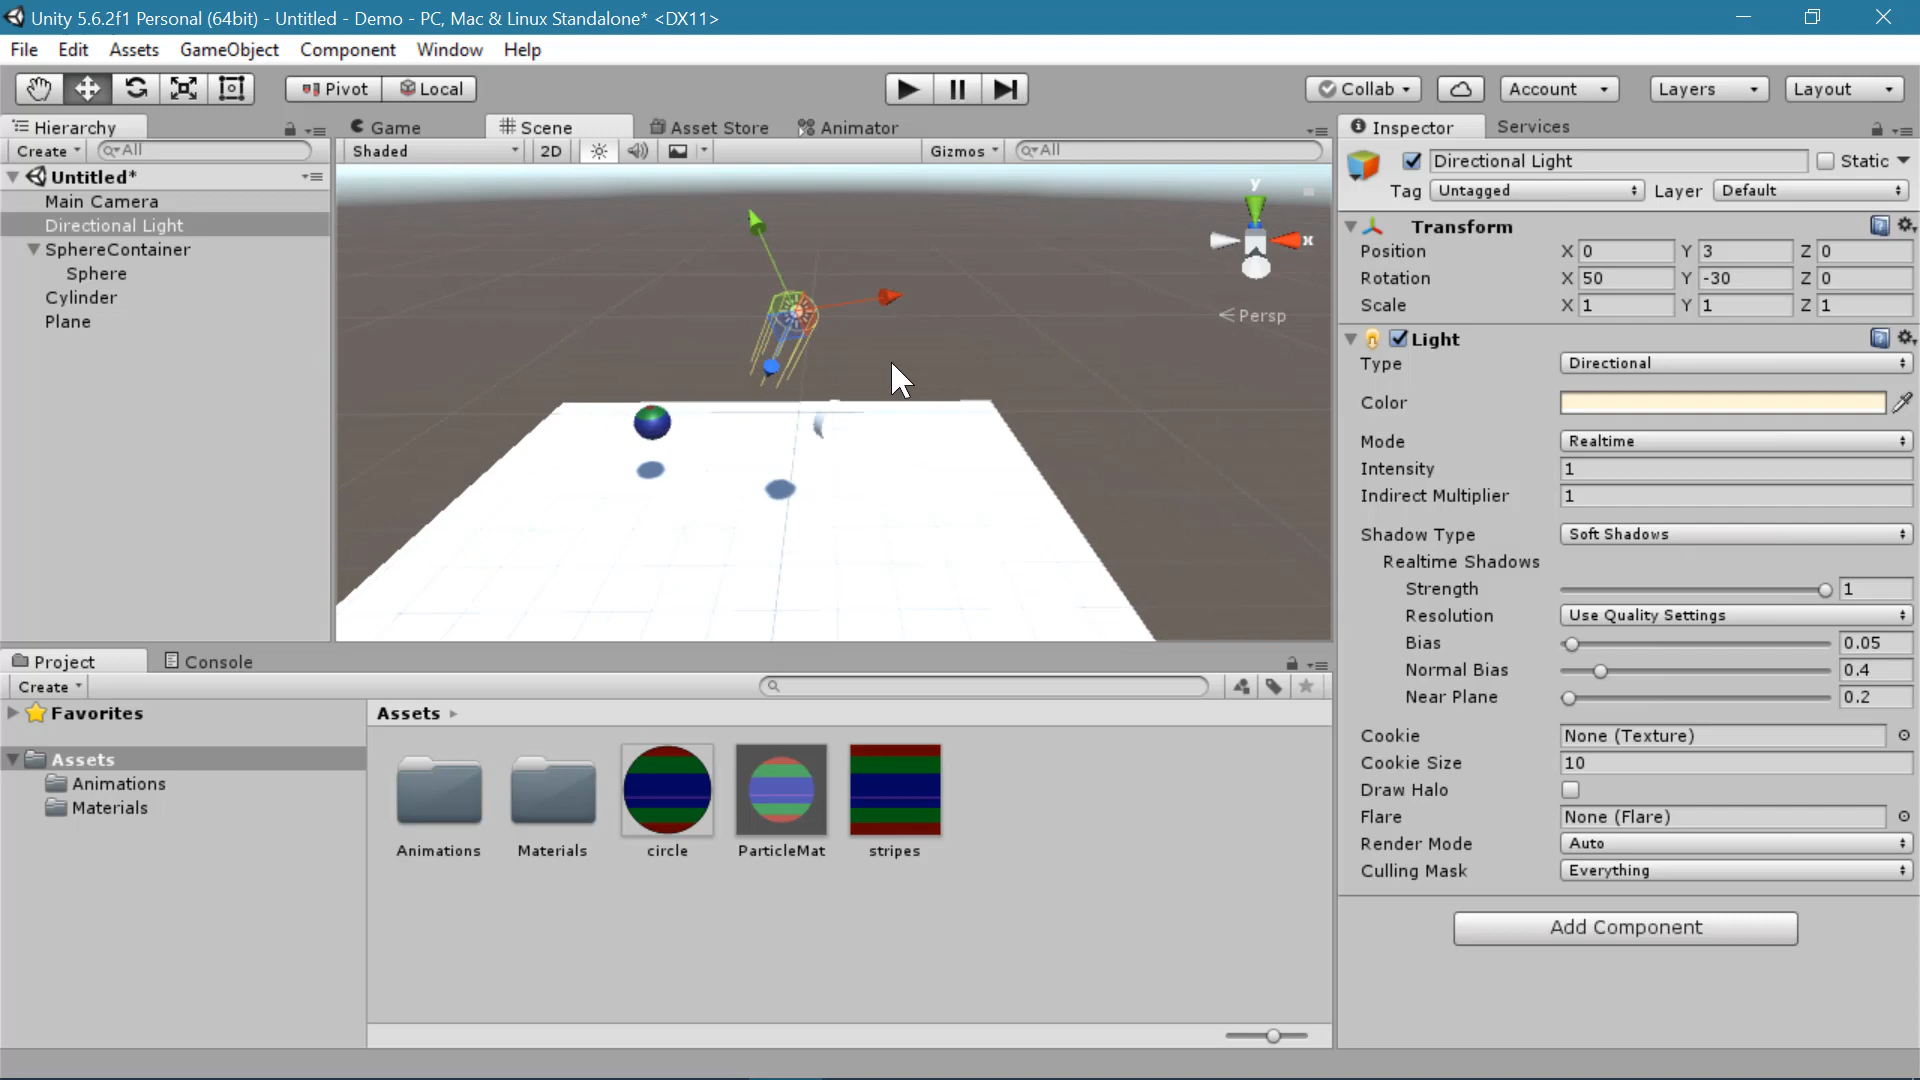 Unity 5.6.2f1 Personal (64bit) - Untitled - Demo - PC, Mac & Linux Standalone* <DX11>
File Edit Assets GameObject Component Window Help
Pivot Local Collab Account Layers Layout
Hierarchy
Create All
Untitled*
Main Camera
Directional Light
SphereContainer
Sphere
Cylinder
Plane
Game Scene Asset Store Animator
Shaded 2D Gizmos All
y
x
Persp
Inspector Services
Directional Light Static
Tag Untagged Layer Default
Transform
Position X 0 Y 3 Z 0
Rotation X 50 Y -30 Z 0
Scale X 1 Y 1 Z 1
Light
Type Directional
Color
Mode Realtime
Intensity 1
Indirect Multiplier 1
Shadow Type Soft Shadows
Realtime Shadows
Strength 1
Resolution Use Quality Settings
Bias 0.05
Normal Bias 0.4
Near Plane 0.2
Cookie None (Texture)
Cookie Size 10
Draw Halo
Flare None (Flare)
Render Mode Auto
Culling Mask Everything
Add Component
Project Console
Create
Favorites
Assets
Animations
Materials
Assets
Animations Materials circle ParticleMat stripes